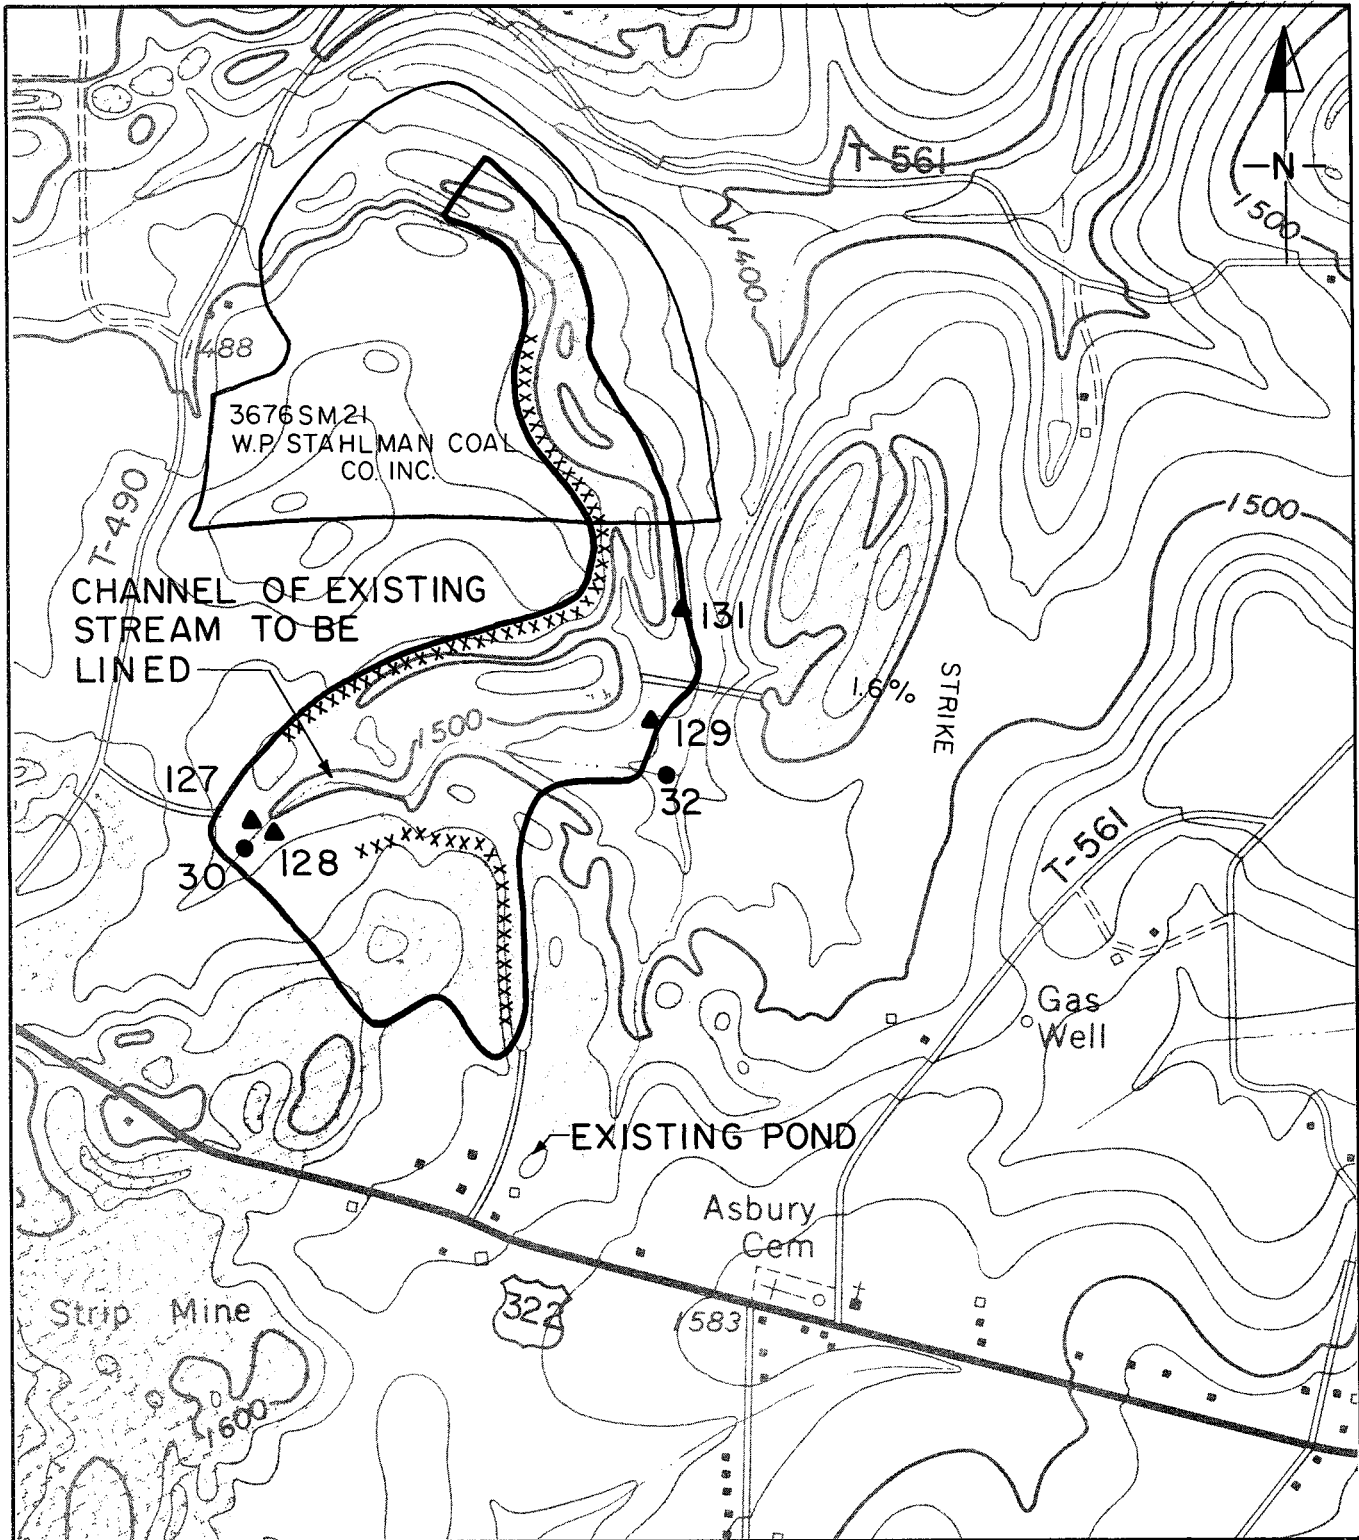 T-561
N
1500
1400
1488
3676SM21
W.P. STAHLMAN COAL
CO. INC.
T-490
1500
CHANNEL OF EXISTING
STREAM TO BE
LINED
131
STRIKE
1.6%
1500
129
127
32
128
30
T-561
Gas
Well
EXISTING POND
Asbury
Cem
322
1583
Strip Mine
1600